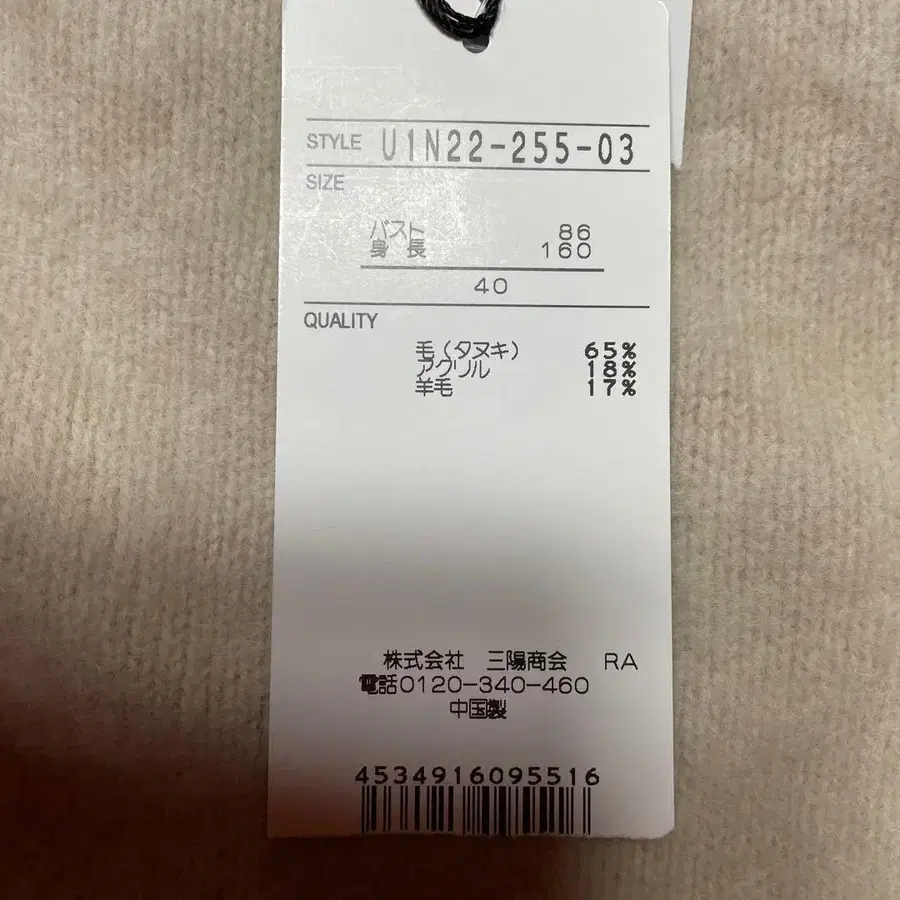 STYLE U1N22-255-03
SIZE
バスト 86
身長 160
40
QUALITY
毛(タヌキ) 65%
アクリル 18%
羊毛 17%
株式会社 三陽商会 RA
電話0120-340-460
中国製
4534916095516